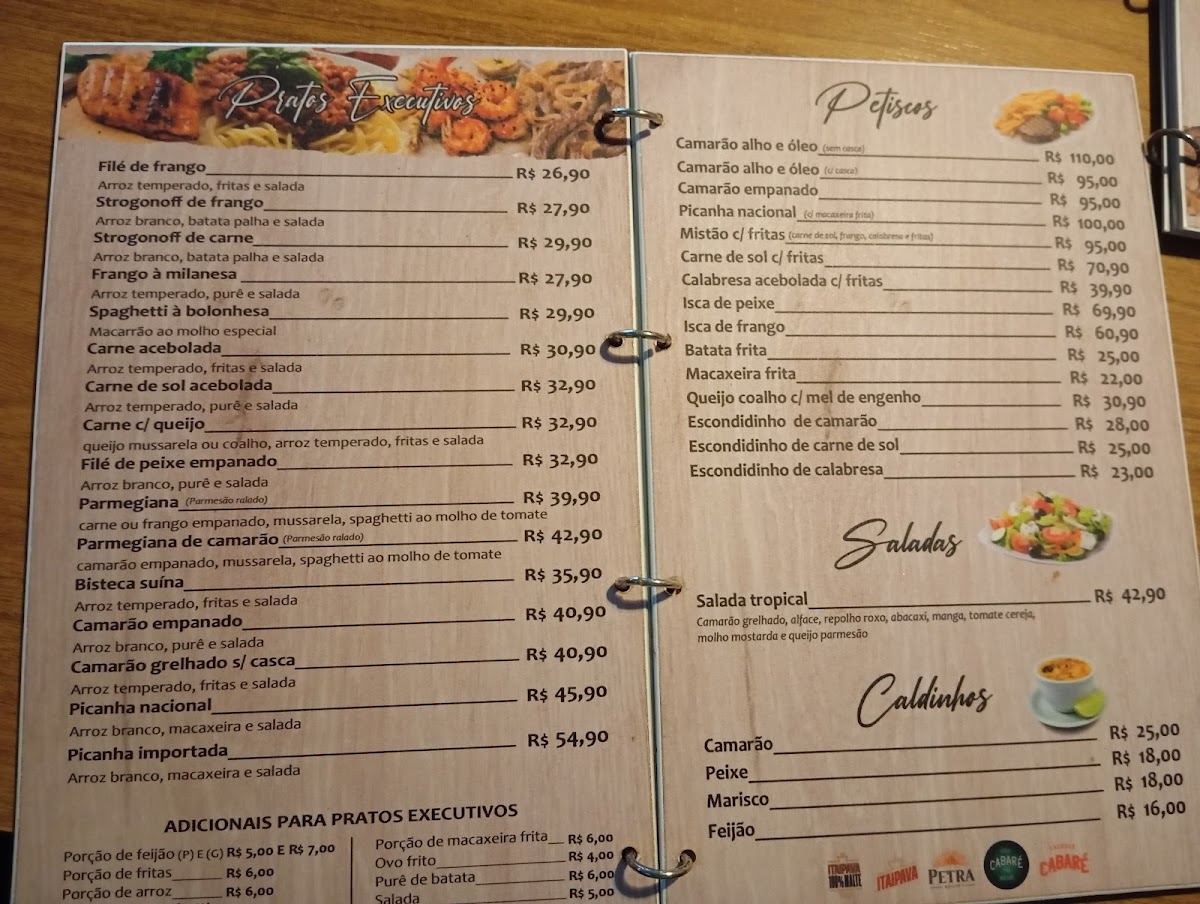 Pratos Executivos
Filé de frango R$ 26,90
Arroz temperado, fritas e salada
Strogonoff de frango R$ 27,90
Arroz branco, batata palha e salada
Strogonoff de carne R$ 29,90
Arroz branco, batata palha e salada
Frango à milanesa R$ 27,90
Arroz temperado, purê e salada
Spaghetti à bolonhesa R$ 29,90
Macarrão ao molho especial
Carne acebolada R$ 30,90
Arroz temperado, fritas e salada
Carne de sol acebolada R$ 32,90
Arroz temperado, purê e salada
Carne c/ queijo R$ 32,90
queijo mussarela ou coalho, arroz temperado, fritas e salada
Filé de peixe empanado R$ 32,90
Arroz branco, purê e salada
Parmegiana (Parmesão ralado) R$ 39,90
carne ou frango empanado, mussarela, spaghetti ao molho de tomate
Parmegiana de camarão (Parmesão ralado) R$ 42,90
camarão empanado, mussarela, spaghetti ao molho de tomate
Bisteca suína R$ 35,90
Arroz temperado, fritas e salada
Camarão empanado R$ 40,90
Arroz branco, purê e salada
Camarão grelhado s/ casca R$ 40,90
Arroz temperado, fritas e salada
Picanha nacional R$ 45,90
Arroz branco, macaxeira e salada
Picanha importada R$ 54,90
Arroz branco, macaxeira e salada
ADICIONAIS PARA PRATOS EXECUTIVOS
Porção de feijão (P) E (G) R$ 5,00 E R$ 7,00
Porção de fritas R$ 6,00
Porção de arroz R$ 6,00
Porção de macaxeira frita R$ 6,00
Ovo frito R$ 4,00
Purê de batata R$ 6,00
Salada R$ 5,00
Petiscos
Camarão alho e óleo (sem casca) R$ 110,00
Camarão alho e óleo (c/ casca) R$ 95,00
Camarão empanado R$ 95,00
Picanha nacional (c/ macaxeira frita) R$ 100,00
Mistão c/ fritas (carne de sol, frango, calabresa e fritas) R$ 95,00
Carne de sol c/ fritas R$ 70,90
Calabresa acebolada c/ fritas R$ 39,90
Isca de peixe R$ 69,90
Isca de frango R$ 60,90
Batata frita R$ 25,00
Macaxeira frita R$ 22,00
Queijo coalho c/ mel de engenho R$ 30,90
Escondidinho de camarão R$ 28,00
Escondidinho de carne de sol R$ 25,00
Escondidinho de calabresa R$ 23,00
Saladas
Salada tropical R$ 42,90
Camarão grelhado, alface, repolho roxo, abacaxi, manga, tomate cereja,
molho mostarda e queijo parmesão
Caldinhos
Camarão R$ 25,00
Peixe R$ 18,00
Marisco R$ 18,00
Feijão R$ 16,00
ITAIPAVA
100% MALTE
ITAIPAVA
PETRA
CABARÉ
CABARÉ